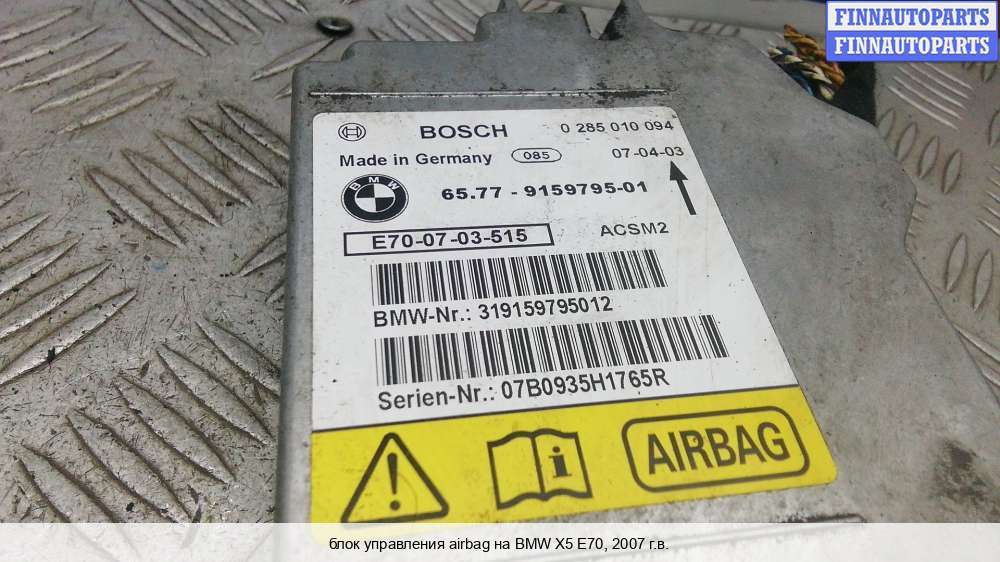 FINNAUTOPARTS
FINNAUTOPARTS
BOSCH 0 285 010 094
Made in Germany 085 07-04-03
BMW 65.77 - 9159795-01
E70-07-03-515 ACSM2
BMW-Nr.: 319159795012
Serien-Nr.: 07B0935H1765R
AIRBAG
блок управления airbag на BMW X5 E70, 2007 г.в.